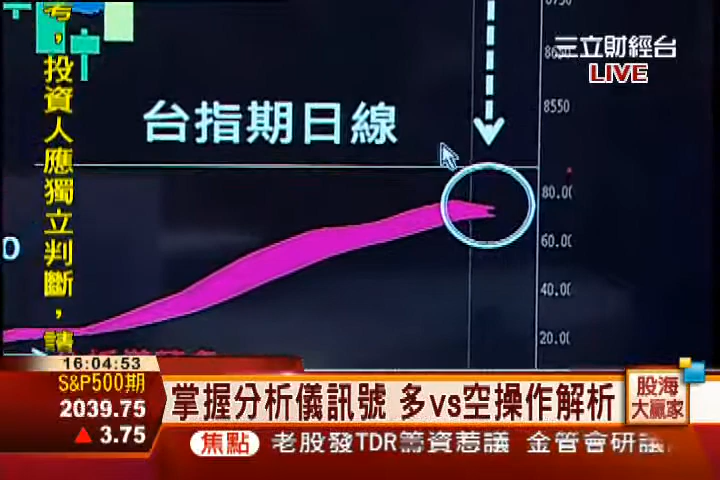 考，投資人應獨立判斷，請
三立財經台
LIVE
8550
台指期日線
80.00
60.00
40.00
20.00
16:04:53
S&P500期
2039.75
▲ 3.75
掌握分析儀訊號 多vs空操作解析
股海
大贏家
焦點
老股發TDR籌資惹議 金管會研議